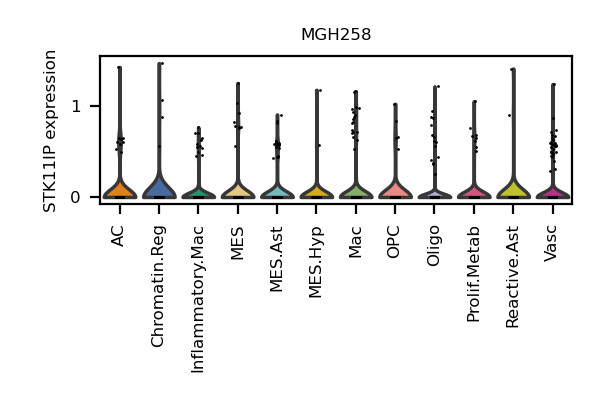 MGH258
STK11IP expression
1
0
AC
Chromatin.Reg
Inflammatory.Mac
MES
MES.Ast
MES.Hyp
Mac
OPC
Oligo
Prolif.Metab
Reactive.Ast
Vasc